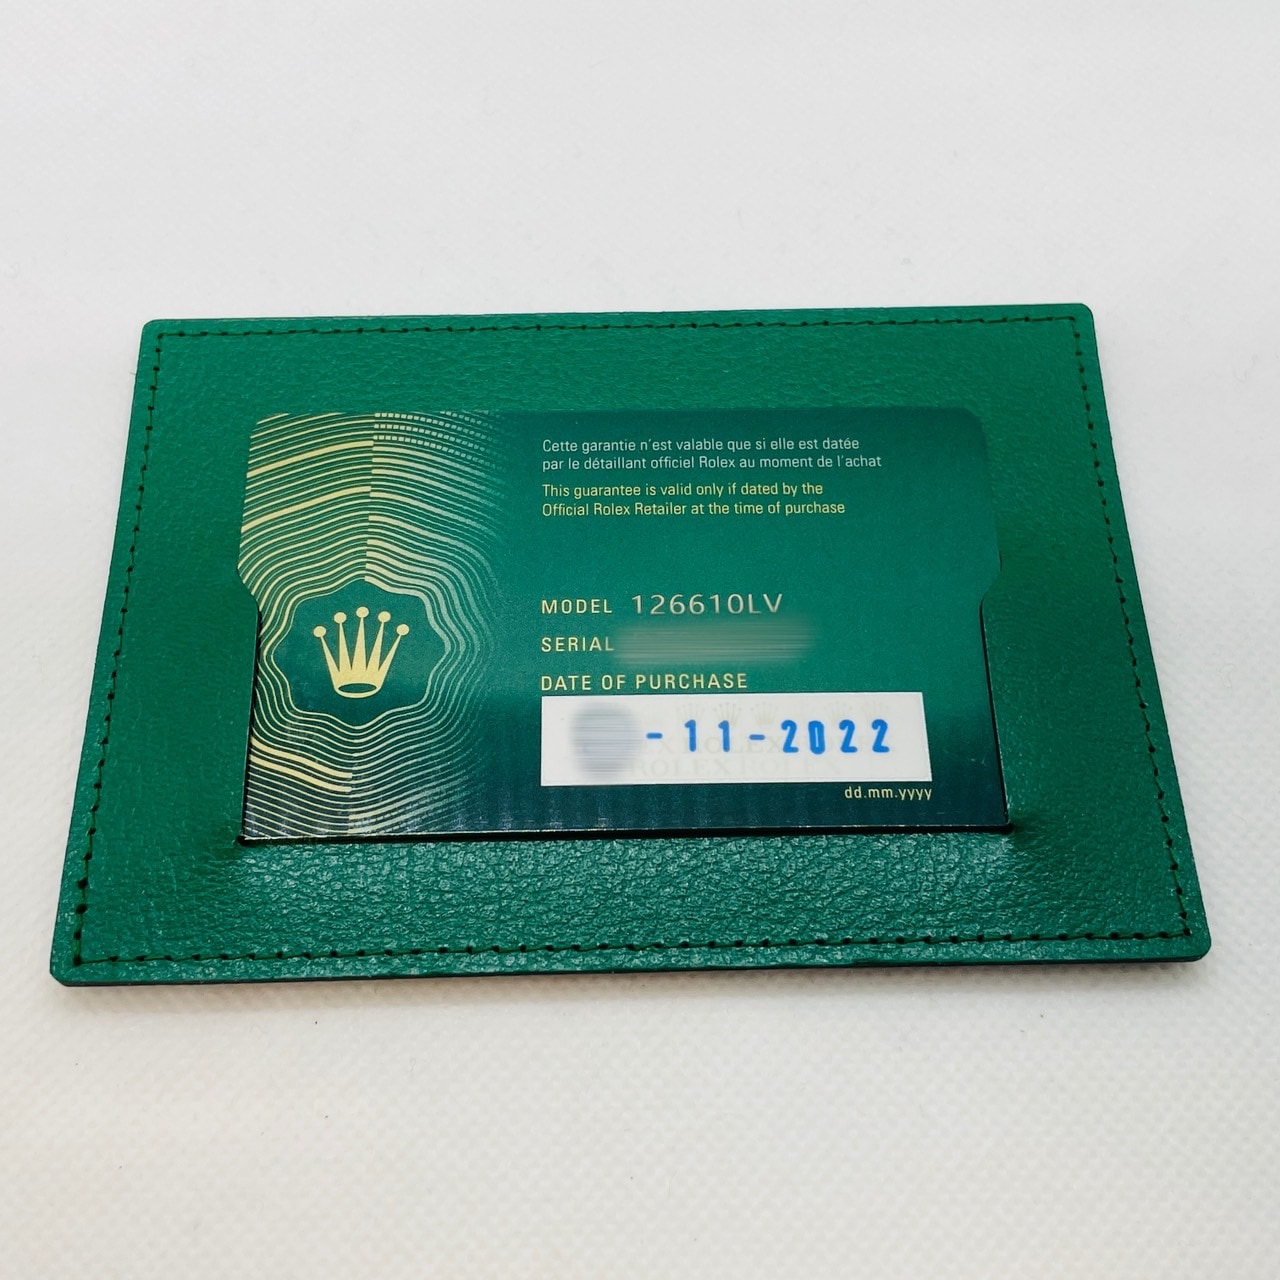 Cette garantie n'est valable que si elle est datée
par le détaillant officiel Rolex au moment de l'achat
This guarantee is valid only if dated by the
Official Rolex Retailer at the time of purchase
MODEL 126610LV
SERIAL
DATE OF PURCHASE
-11-2022
dd.mm.yyyy